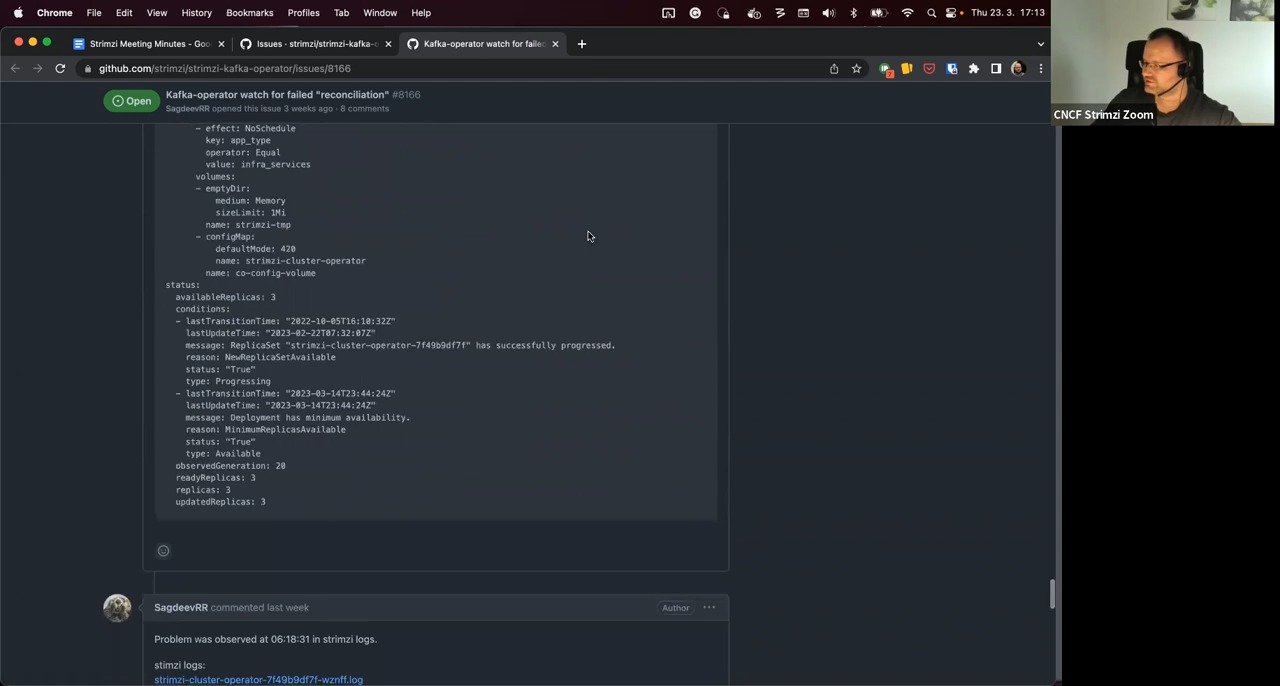 Chrome File Edit View History Bookmarks Profiles Tab Window Help Thu 23. 3. 17:13
Strimzi Meeting Minutes - Goo Issues · strimzi/strimzi-kafka-o Kafka-operator watch for failed
github.com/strimzi/strimzi-kafka-operator/issues/8166 7
CNCF Strimzi Zoom
Open Kafka-operator watch for failed "reconciliation" #8166
SagdeevRR opened this issue 3 weeks ago · 8 comments
- effect: NoSchedule
key: app_type
operator: Equal
value: infra_services
volumes:
- emptyDir:
medium: Memory
sizeLimit: 1Mi
name: strimzi-tmp
- configMap:
defaultMode: 420
name: strimzi-cluster-operator
name: co-config-volume
status:
availableReplicas: 3
conditions:
- lastTransitionTime: "2022-10-05T16:10:32Z"
lastUpdateTime: "2023-02-22T07:32:07Z"
message: ReplicaSet "strimzi-cluster-operator-7f49b9df7f" has successfully progressed.
reason: NewReplicaSetAvailable
status: "True"
type: Progressing
- lastTransitionTime: "2023-03-14T23:44:24Z"
lastUpdateTime: "2023-03-14T23:44:24Z"
message: Deployment has minimum availability.
reason: MinimumReplicasAvailable
status: "True"
type: Available
observedGeneration: 20
readyReplicas: 3
replicas: 3
updatedReplicas: 3
SagdeevRR commented last week Author
Problem was observed at 06:18:31 in strimzi logs.
stimzi logs:
strimzi-cluster-operator-7f49b9df7f-wznff.log